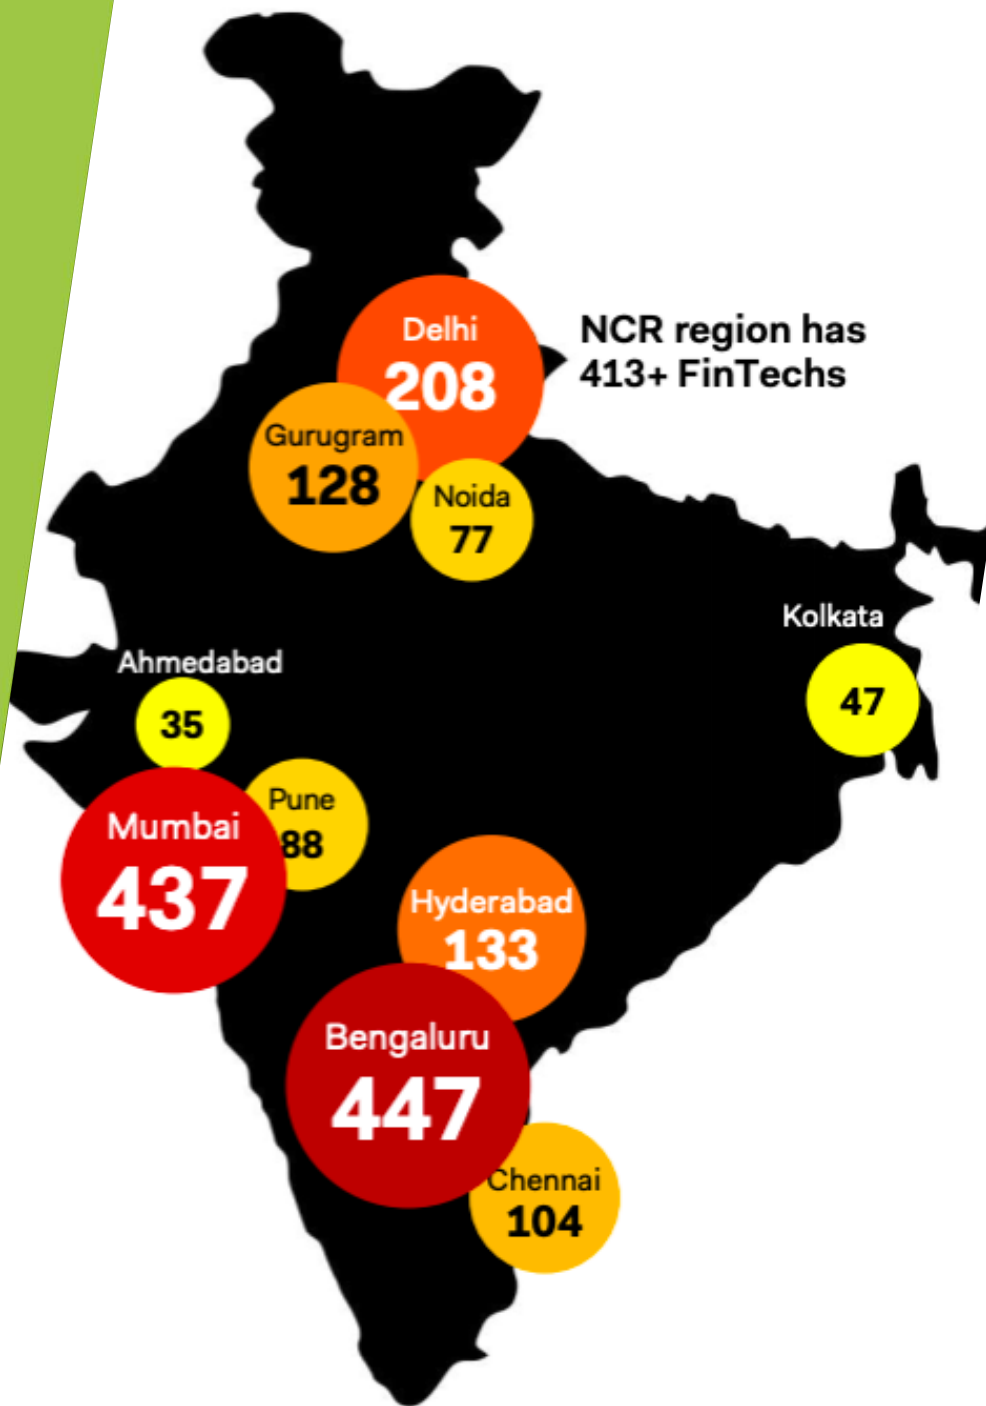 Delhi
208
NCR region has
413+ FinTechs
Gurugram
128
Noida
77
Kolkata
47
Ahmedabad
35
Pune
88
Mumbai
437
Hyderabad
133
Bengaluru
447
Chennai
104